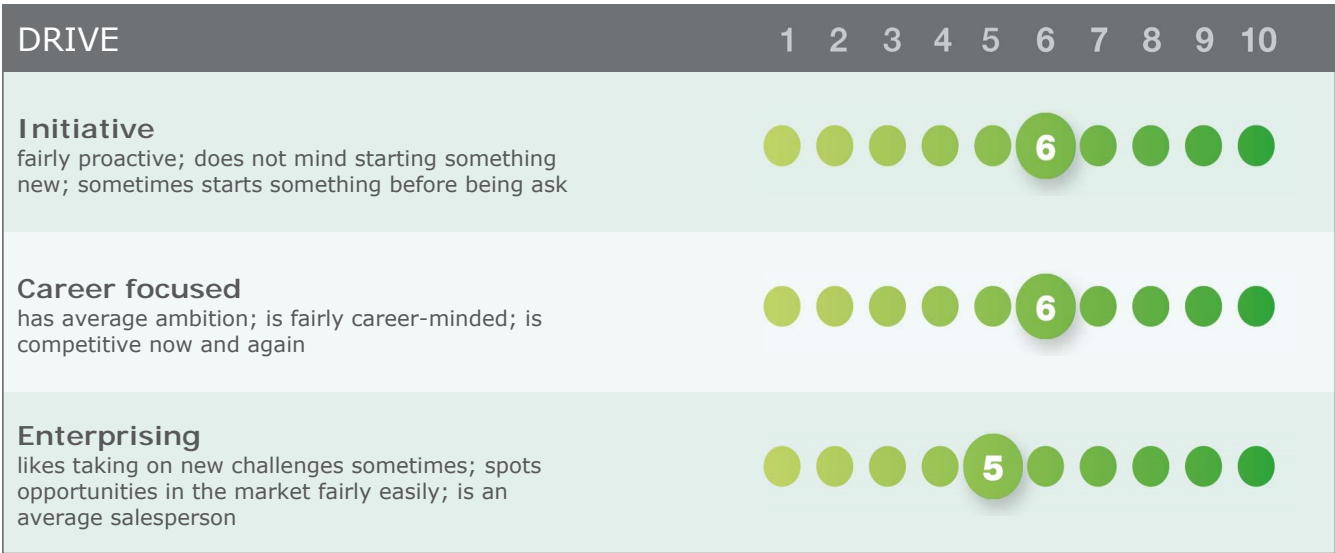 DRIVE 1 2 3 4 5 6 7 8 9 10
Initiative
fairly proactive; does not mind starting something
new; sometimes starts something before being ask
6
Career focused
has average ambition; is fairly career-minded; is
competitive now and again
6
Enterprising
likes taking on new challenges sometimes; spots
opportunities in the market fairly easily; is an
average salesperson
5